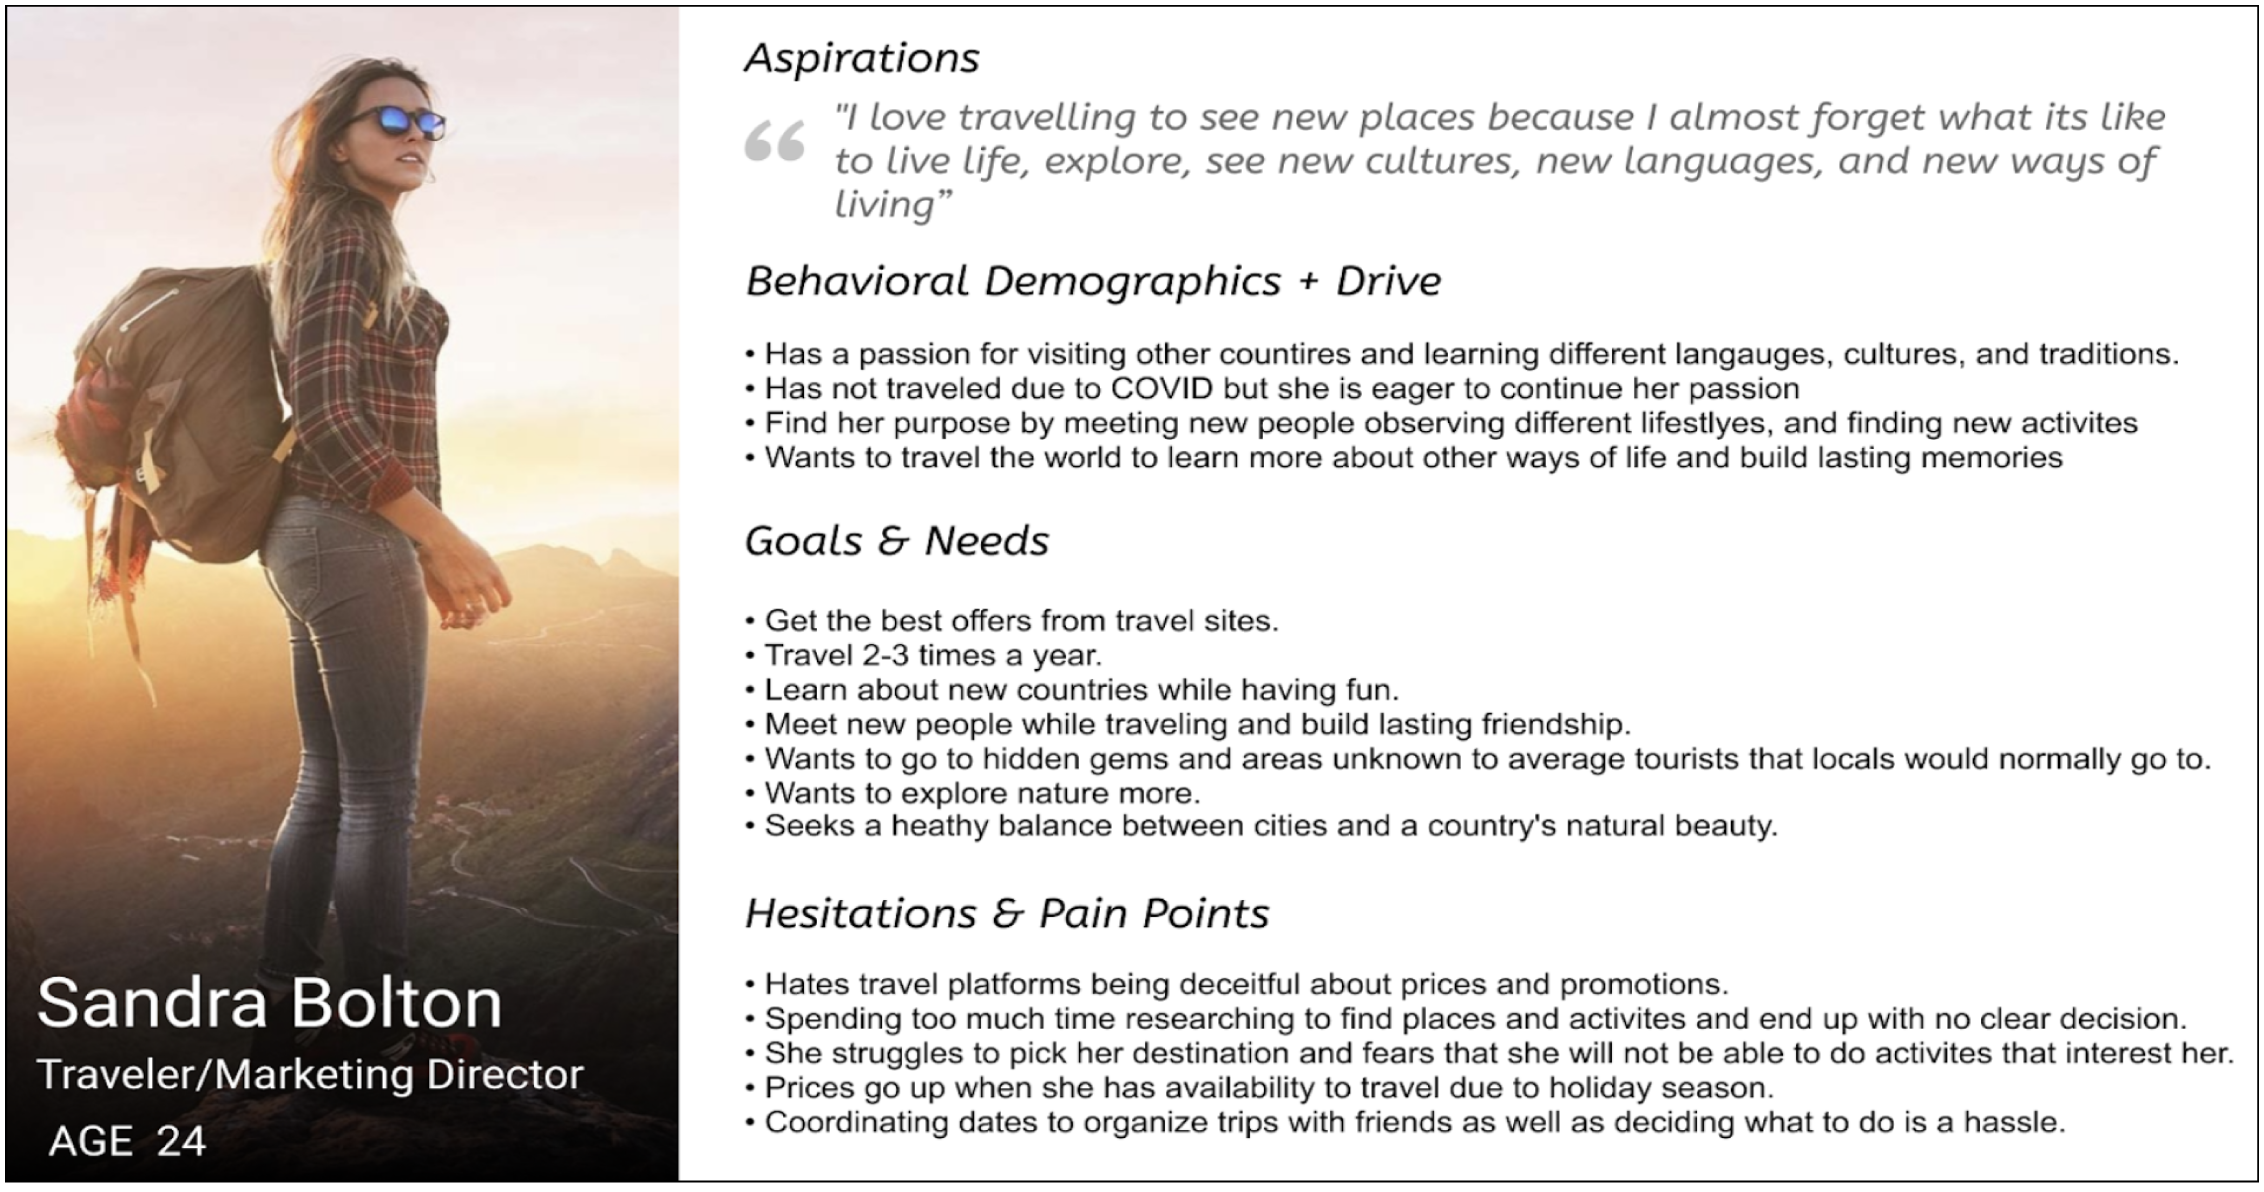 Aspirations
"I love travelling to see new places because I almost forget what its like
to live life, explore, see new cultures, new languages, and new ways of
living”
Behavioral Demographics + Drive
• Has a passion for visiting other countires and learning different langauges, cultures, and traditions.
• Has not traveled due to COVID but she is eager to continue her passion
• Find her purpose by meeting new people observing different lifestlyes, and finding new activites
• Wants to travel the world to learn more about other ways of life and build lasting memories
Goals & Needs
• Get the best offers from travel sites.
• Travel 2-3 times a year.
• Learn about new countries while having fun.
• Meet new people while traveling and build lasting friendship.
• Wants to go to hidden gems and areas unknown to average tourists that locals would normally go to.
• Wants to explore nature more.
• Seeks a heathy balance between cities and a country's natural beauty.
Hesitations & Pain Points
• Hates travel platforms being deceitful about prices and promotions.
• Spending too much time researching to find places and activites and end up with no clear decision.
• She struggles to pick her destination and fears that she will not be able to do activites that interest her.
• Prices go up when she has availability to travel due to holiday season.
• Coordinating dates to organize trips with friends as well as deciding what to do is a hassle.
Sandra Bolton
Traveler/Marketing Director
AGE 24